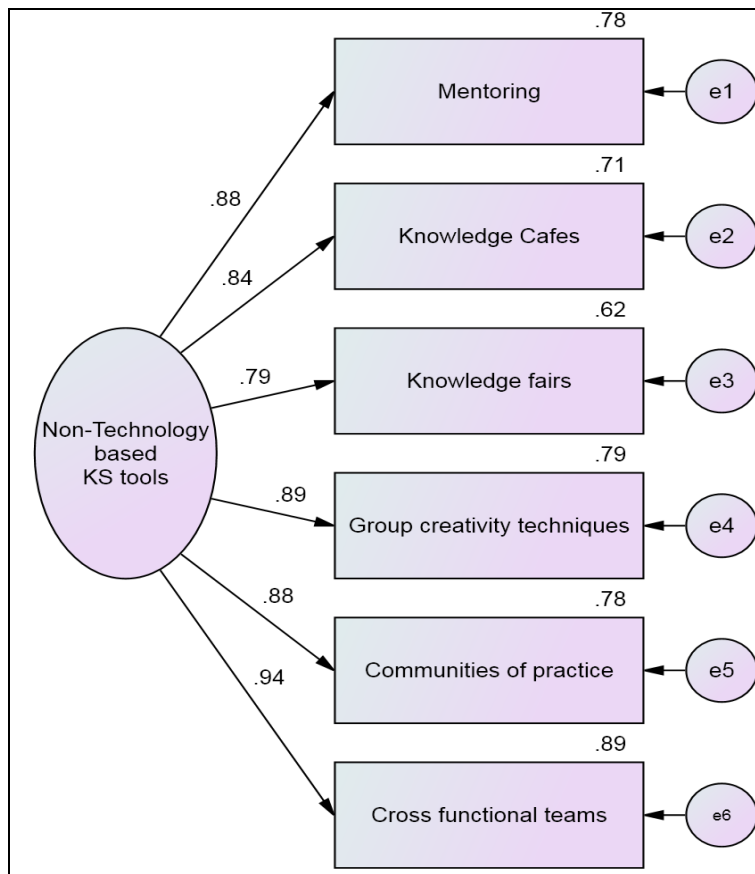 .78
Mentoring
e1
.88
.71
Knowledge Cafes
e2
.84
.62
Knowledge fairs
e3
.79
Non-Technology
based
KS tools
.79
Group creativity techniques
e4
.89
.78
Communities of practice
e5
.88
.89
Cross functional teams
e6
.94